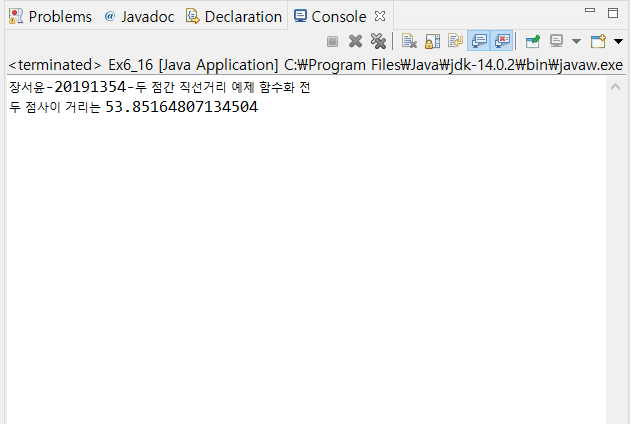 Problems @ Javadoc Declaration Console
<terminated> Ex6_16 [Java Application] C:₩Program Files₩Java₩jdk-14.0.2₩bin₩javaw.exe
장서윤-20191354-두 점간 직선거리 예제 함수화 전
두 점사이 거리는 53.85164807134504